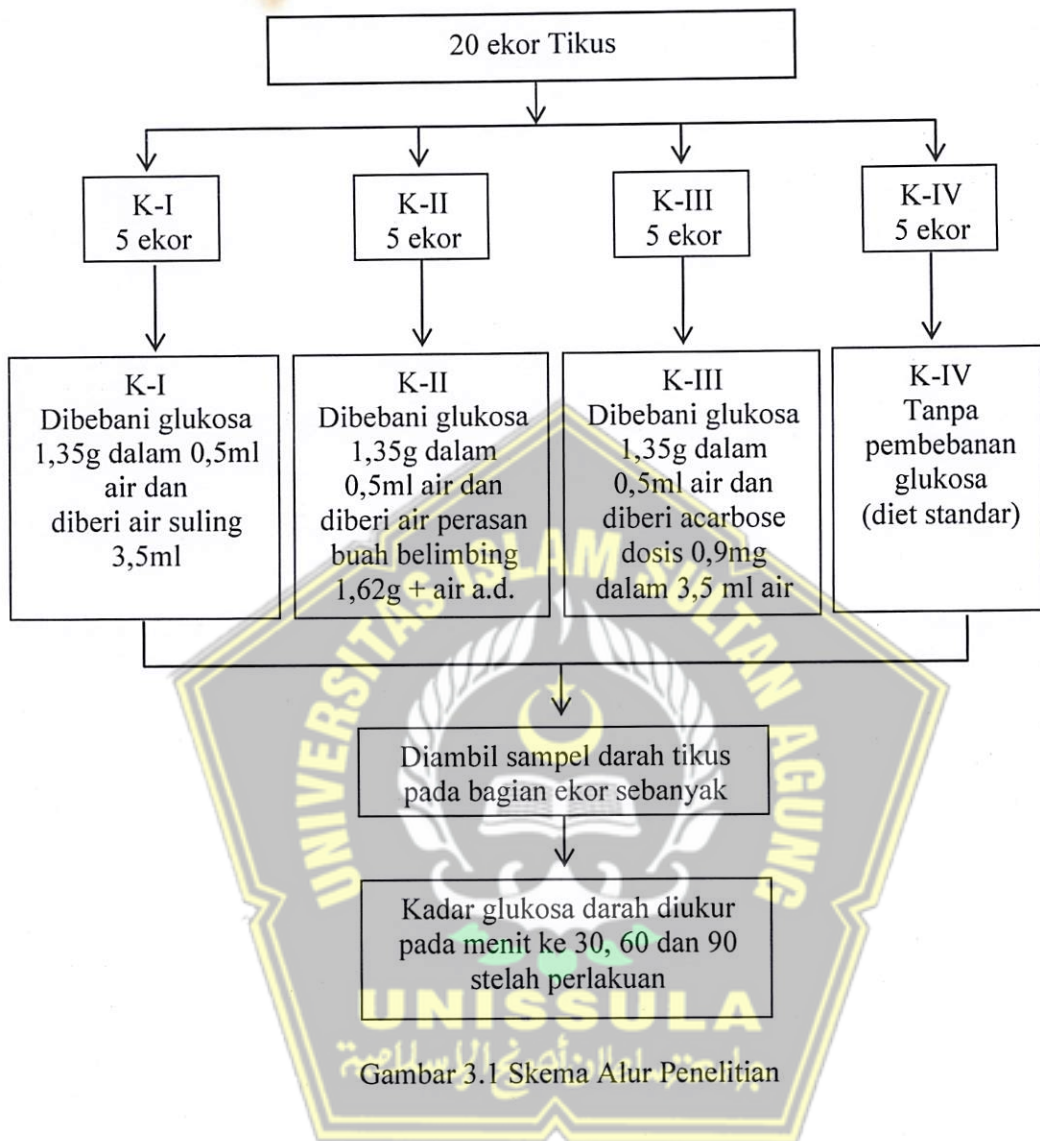 20 ekor Tikus
K-I
5 ekor
K-II
5 ekor
K-III
5 ekor
K-IV
5 ekor
K-I
Dibebani glukosa
1,35g dalam 0,5ml
air dan
diberi air suling
3,5ml
K-II
Dibebani glukosa
1,35g dalam
0,5ml air dan
diberi air perasan
buah belimbing
1,62g + air a.d.
K-III
Dibebani glukosa
1,35g dalam
0,5ml air dan
diberi acarbose
dosis 0,9mg
dalam 3,5 ml air
K-IV
Tanpa
pembebanan
glukosa
(diet standar)
UNIVERSITAS ISLAM SULTAN AGUNG
Diambil sampel darah tikus
pada bagian ekor sebanyak
Kadar glukosa darah diukur
pada menit ke 30, 60 dan 90
stelah perlakuan
UNISSULA
جامعتسلطان أجونج الإسلامية
Gambar 3.1 Skema Alur Penelitian